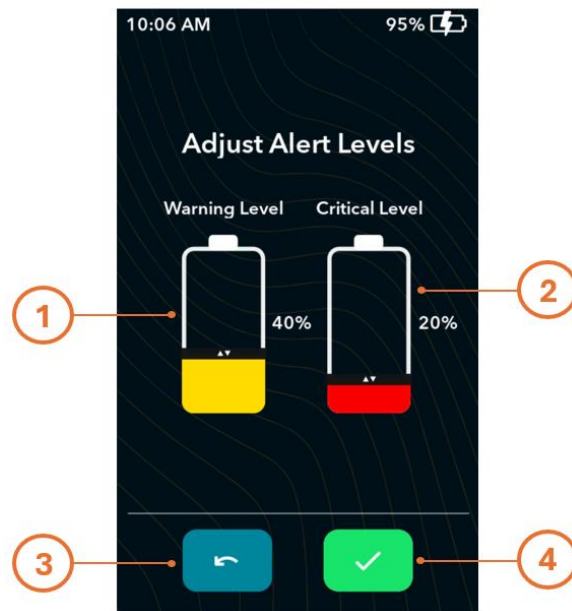 10:06 AM 95%
Adjust Alert Levels
Warning Level Critical Level
1 2
40% 20%
3 4